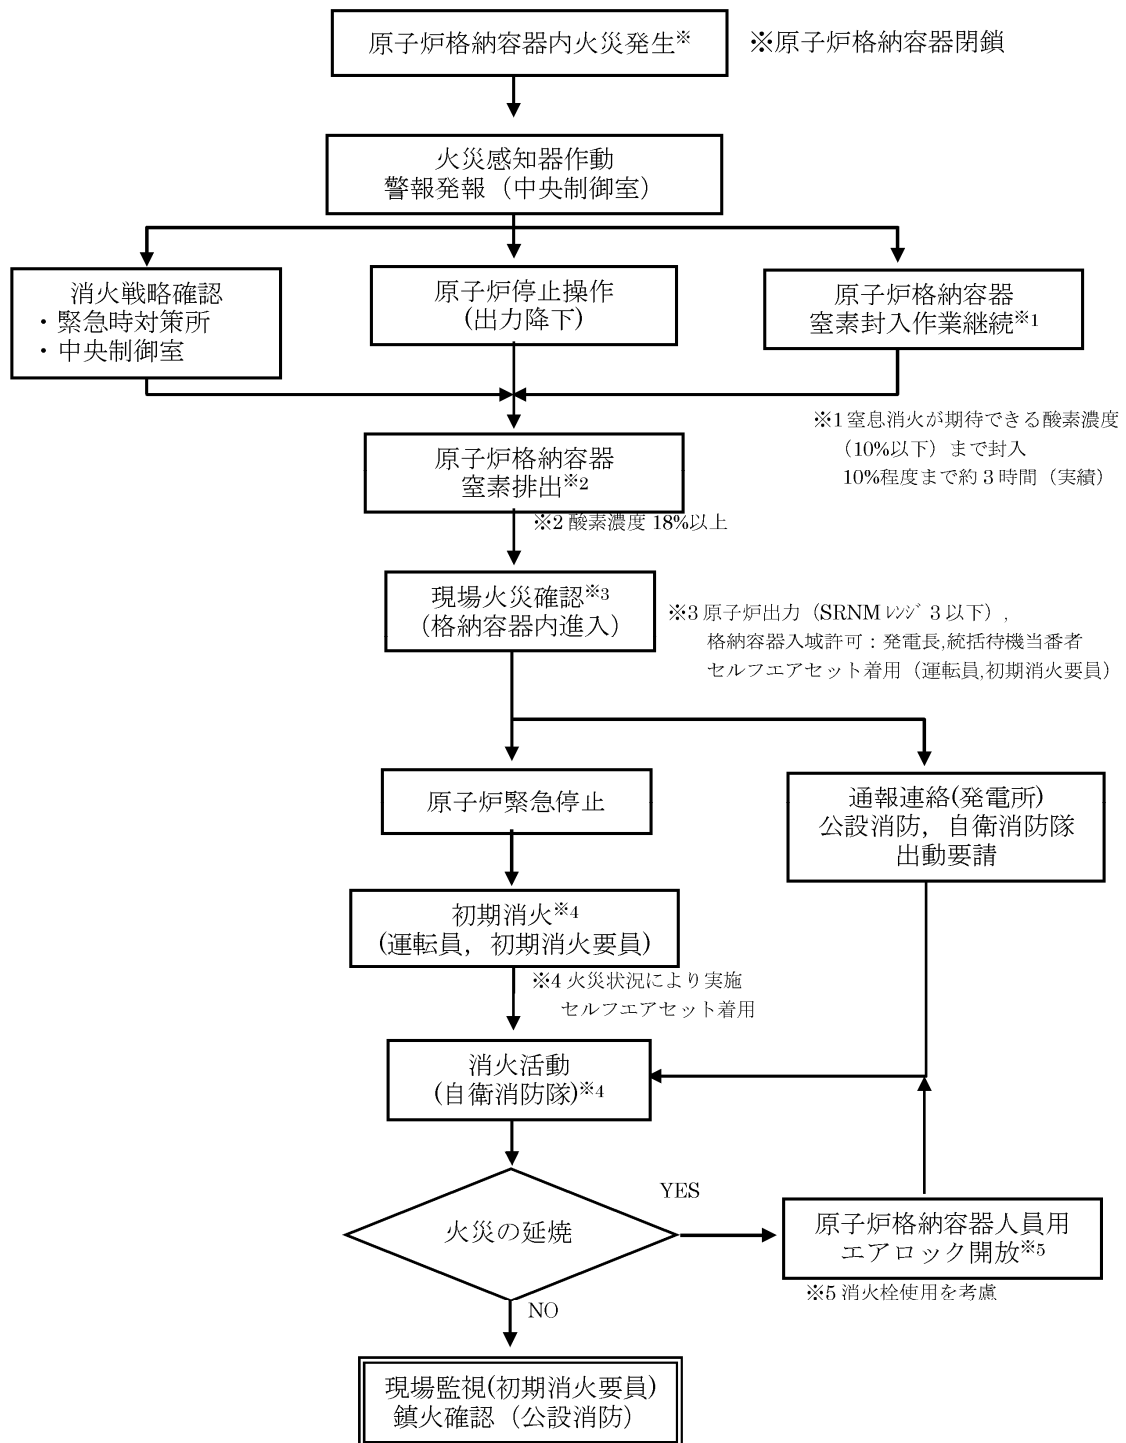 原子炉格納容器内火災発生※
※原子炉格納容器閉鎖
火災感知器作動
警報発報（中央制御室）
消火戦略確認
・緊急時対策所
・中央制御室
原子炉停止操作
(出力降下)
原子炉格納容器
窒素封入作業継続※1
※1 窒息消火が期待できる酸素濃度
（10%以下）まで封入
10%程度まで約 3 時間（実績）
原子炉格納容器
窒素排出※2
※2 酸素濃度 18%以上
現場火災確認※3
（格納容器内進入）
※3 原子炉出力（SRNM ﾚﾝｼﾞ 3 以下）,
格納容器入域許可：発電長,統括待機当番者
セルフエアセット着用（運転員,初期消火要員）
原子炉緊急停止
通報連絡(発電所)
公設消防，自衛消防隊
出動要請
初期消火※4
(運転員，初期消火要員)
※4 火災状況により実施
セルフエアセット着用
消火活動
(自衛消防隊)※4
火災の延焼
YES
原子炉格納容器人員用
エアロック開放※5
※5 消火栓使用を考慮
NO
現場監視(初期消火要員)
鎮火確認（公設消防）